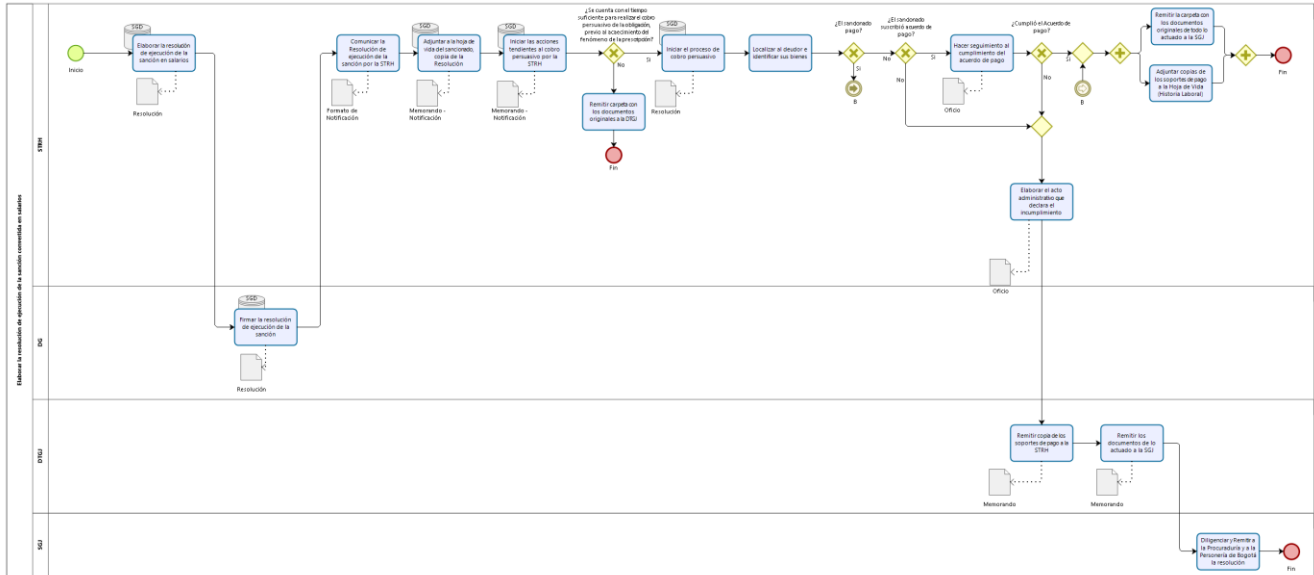 Elaborar la resolución de ejecución de la sanción convertida en salarios
STRH
Inicio
SGD
Elaborar la resolución
de ejecución de la
sanción en salarios
Resolución
SGD
Comunicar la
Resolución de
ejecución de la
sanción por la STRH
Formato de
Notificación
SGD
Adjuntar a la hoja de
vida del sancionado,
copia de la
Resolución
Memorando -
Notificación
SGD
Iniciar las acciones
tendientes al cobro
persuasivo por la
STRH
Memorando -
Notificación
¿Se cuenta con el tiempo
suficiente para realizar el cobro
persuasivo de la obligación,
previo al acaecimiento del
fenómeno de la prescripción?
No
Si
Remitir carpeta con
los documentos
originales a la DTGJ
Fin
SGD
Iniciar el proceso de
cobro persuasivo
Resolución
Localizar al deudor e
identificar sus bienes
¿El sancionado
pago?
Si
No
B
¿El sancionado
suscribió acuerdo de
pago?
Si
No
Hacer seguimiento al
cumplimiento del
acuerdo de pago
Oficio
¿Cumplió el Acuerdo de
pago?
Si
No
B
Remitir la carpeta con
los documentos
originales de todo lo
actuado a la SGJ
Adjuntar copias de
los soportes de pago
a la Hoja de Vida
(Historia Laboral)
Fin
Elaborar el acto
administrativo que
declara el
incumplimiento
Oficio
DG
SGD
Firmar la resolución
de ejecución de la
sanción
Resolución
DTGJ
Remitir copia de los
soportes de pago a la
STRH
Memorando
Remitir los
documentos de lo
actuado a la SGJ
Memorando
SGJ
Diligenciar y Remitir a
la Procuraduría y a la
Personería de Bogotá
la resolución
Fin